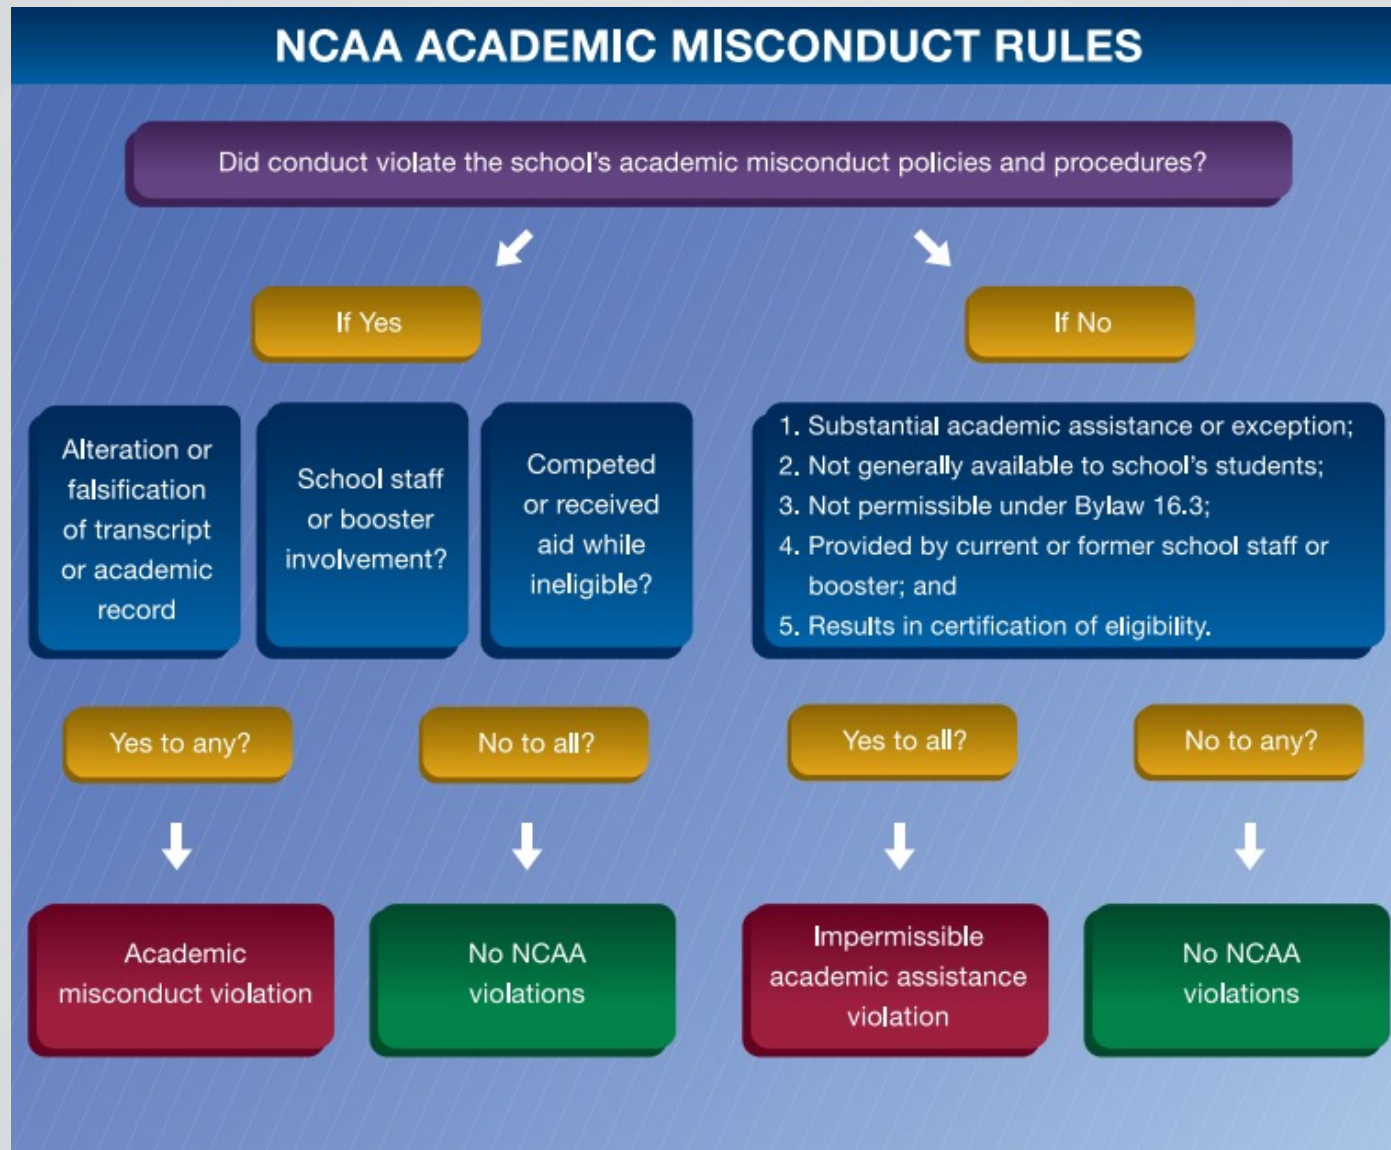 NCAA ACADEMIC MISCONDUCT RULES
Did conduct violate the school's academic misconduct policies and procedures?
If Yes
If No
Alteration or
falsification
of transcript
or academic
record
School staff
or booster
involvement?
Competed
or received
aid while
ineligible?
1. Substantial academic assistance or exception;
2. Not generally available to school's students;
3. Not permissible under Bylaw 16.3;
4. Provided by current or former school staff or
booster; and
5. Results in certification of eligibility.
Yes to any?
No to all?
Yes to all?
No to any?
Academic
misconduct violation
No NCAA
violations
Impermissible
academic assistance
violation
No NCAA
violations